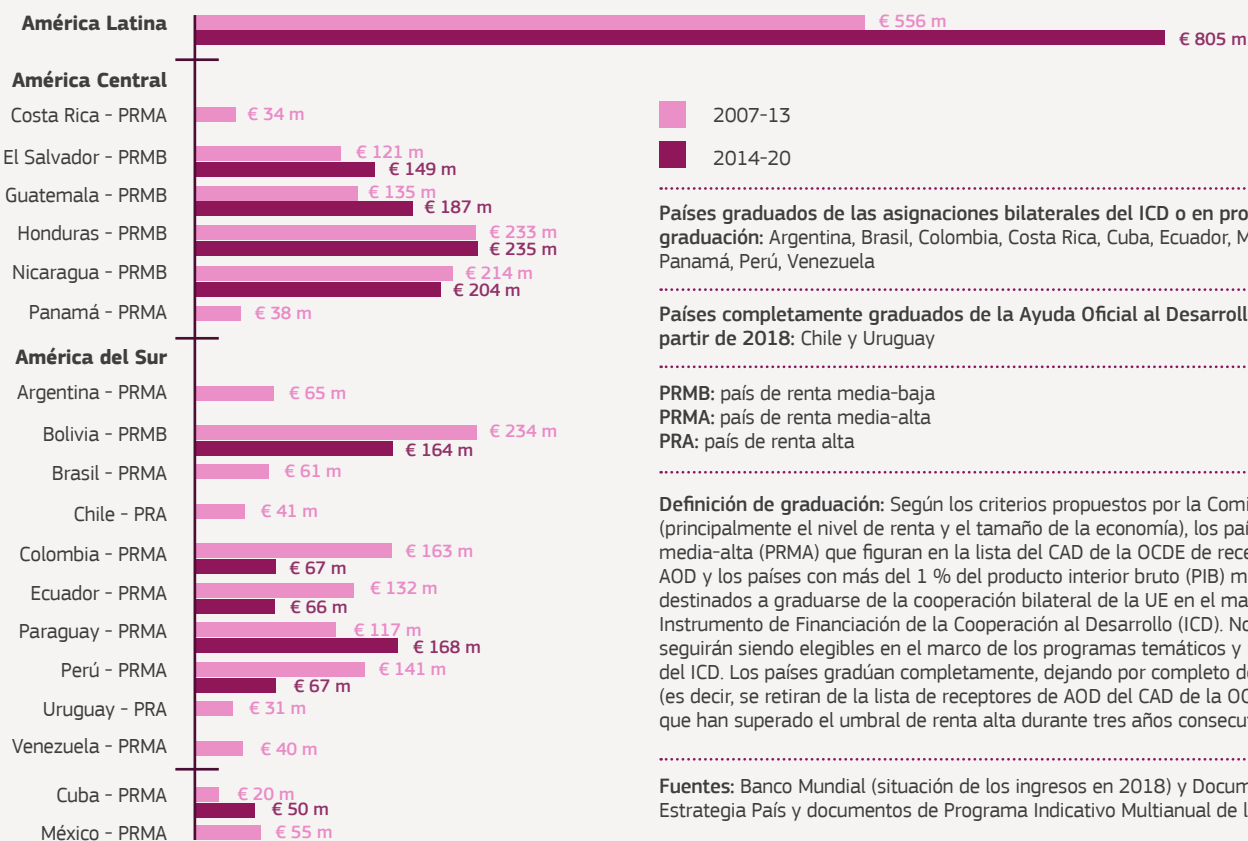 América Latina
€ 556 m
€ 805 m
América Central
Costa Rica - PRMA
€ 34 m
El Salvador - PRMB
€ 121 m
€ 149 m
Guatemala - PRMB
€ 135 m
€ 187 m
Honduras - PRMB
€ 233 m
€ 235 m
Nicaragua - PRMB
€ 214 m
€ 204 m
Panamá - PRMA
€ 38 m
América del Sur
Argentina - PRMA
€ 65 m
Bolivia - PRMB
€ 234 m
€ 164 m
Brasil - PRMA
€ 61 m
Chile - PRA
€ 41 m
Colombia - PRMA
€ 163 m
€ 67 m
Ecuador - PRMA
€ 132 m
€ 66 m
Paraguay - PRMA
€ 117 m
€ 168 m
Perú - PRMA
€ 141 m
€ 67 m
Uruguay - PRA
€ 31 m
Venezuela - PRMA
€ 40 m
Cuba - PRMA
€ 20 m
€ 50 m
México - PRMA
€ 55 m
2007-13
2014-20
Países graduados de las asignaciones bilaterales del ICD o en pro
graduación: Argentina, Brasil, Colombia, Costa Rica, Cuba, Ecuador, M
Panamá, Perú, Venezuela
Países completamente graduados de la Ayuda Oficial al Desarroll
partir de 2018: Chile y Uruguay
PRMB: país de renta media-baja
PRMA: país de renta media-alta
PRA: país de renta alta
Definición de graduación: Según los criterios propuestos por la Comi
(principalmente el nivel de renta y el tamaño de la economía), los paí
media-alta (PRMA) que figuran en la lista del CAD de la OCDE de rece
AOD y los países con más del 1 % del producto interior bruto (PIB) m
destinados a graduarse de la cooperación bilateral de la UE en el ma
Instrumento de Financiación de la Cooperación al Desarrollo (ICD). No
seguirán siendo elegibles en el marco de los programas temáticos y
del ICD. Los países gradúan completamente, dejando por completo d
(es decir, se retiran de la lista de receptores de AOD del CAD de la OC
que han superado el umbral de renta alta durante tres años consecu
Fuentes: Banco Mundial (situación de los ingresos en 2018) y Docum
Estrategia País y documentos de Programa Indicativo Multianual de l